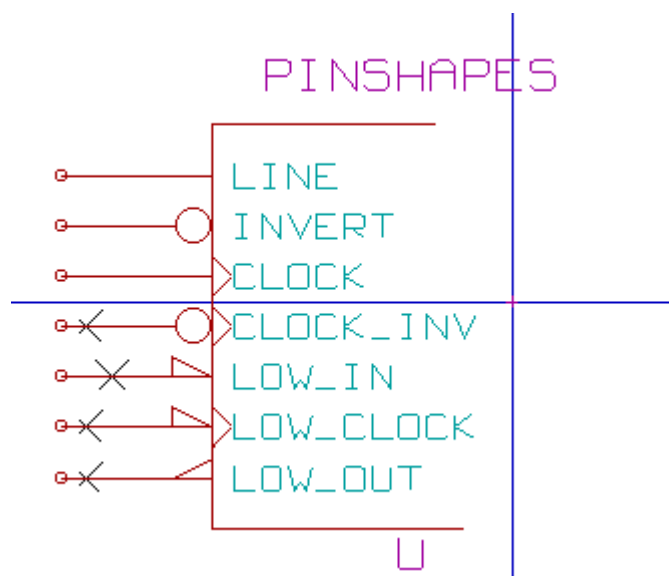 PINSHAPES
LINE
INVERT
CLOCK
CLOCK_INV
LOW_IN
LOW_CLOCK
LOW_OUT
U